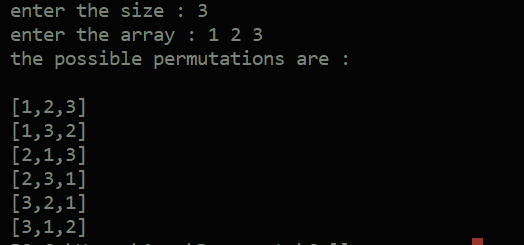 enter the size : 3
enter the array : 1 2 3
the possible permutations are :
[1,2,3]
[1,3,2]
[2,1,3]
[2,3,1]
[3,2,1]
[3,1,2]